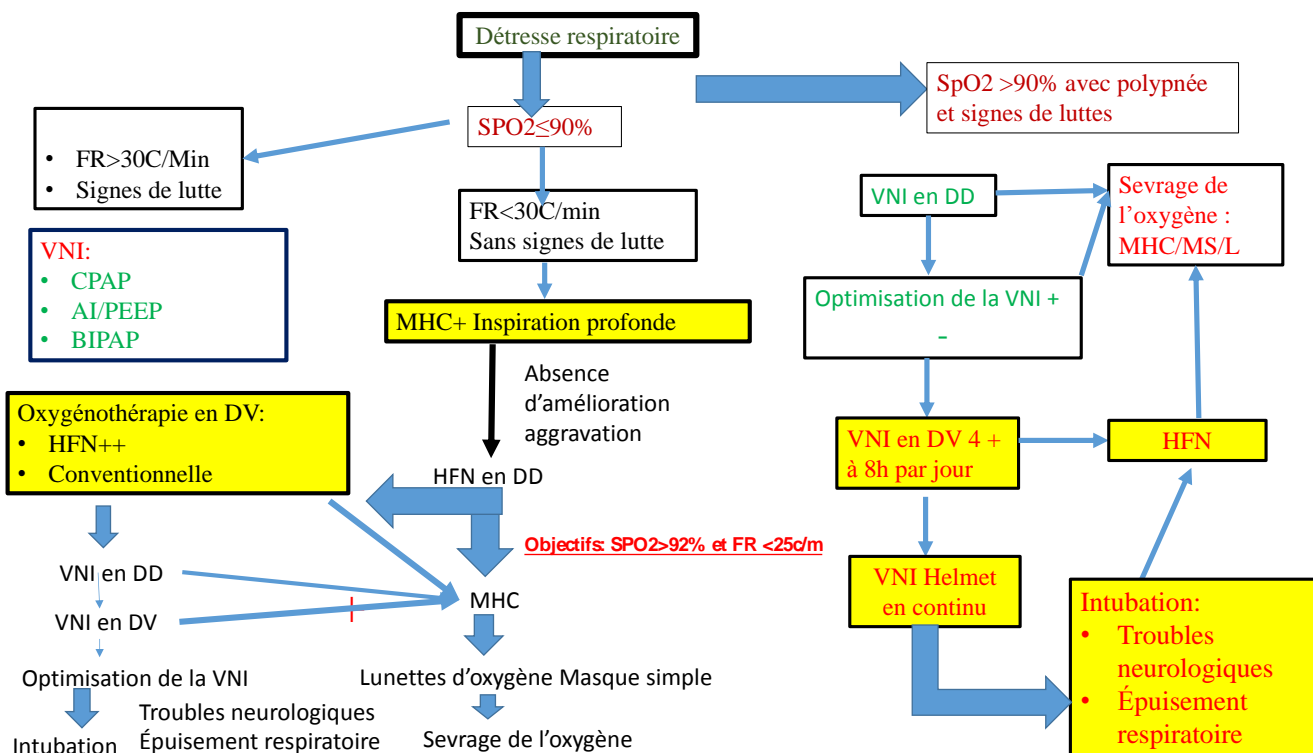 Détresse respiratoire
SpO2 >90% avec polypnée
et signes de luttes
SPO2≤90%
• FR>30C/Min
• Signes de lutte
FR<30C/min
Sans signes de lutte
VNI:
• CPAP
• AI/PEEP
• BIPAP
MHC+ Inspiration profonde
Absence
d'amélioration
aggravation
Oxygénothérapie en DV:
• HFN++
• Conventionnelle
HFN en DD
Objectifs: SPO2>92% et FR <25c/m
VNI en DD
VNI en DV
Optimisation de la VNI
Intubation
Troubles neurologiques
Épuisement respiratoire
MHC
Lunettes d'oxygène Masque simple
Sevrage de l'oxygène
VNI en DD
Sevrage de
l'oxygène :
MHC/MS/L
Optimisation de la VNI +
-
VNI en DV 4 +
à 8h par jour
HFN
VNI Helmet
en continu
Intubation:
• Troubles
neurologiques
• Épuisement
respiratoire